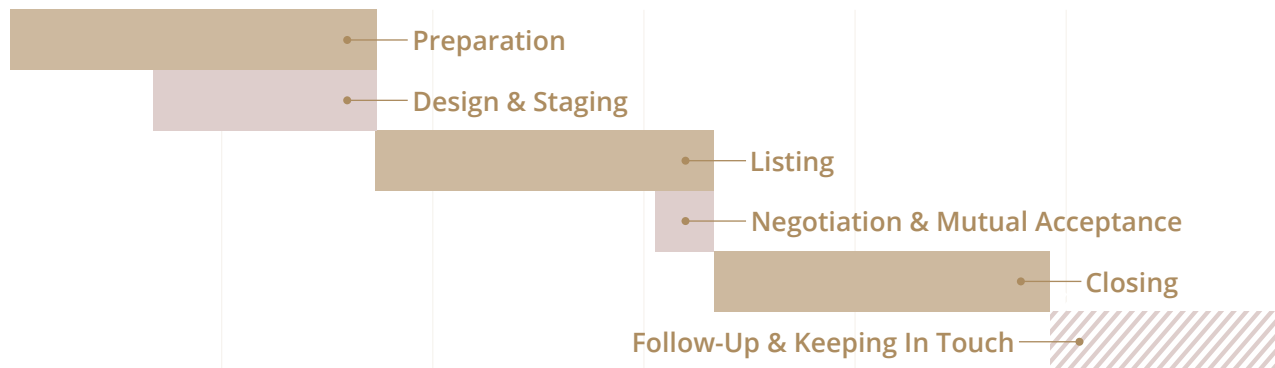 Preparation
Design & Staging
Listing
Negotiation & Mutual Acceptance
Closing
Follow-Up & Keeping In Touch